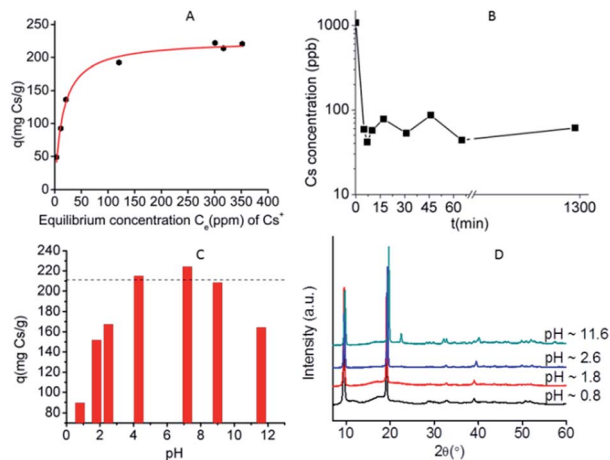 A
q(mg Cs/g)
250
200
150
100
50
0
0 50 100 150 200 250 300 350 400
Equilibrium concentration Cₑ(ppm) of Cs⁺
B
Cs concentration (ppb)
1000
100
10
0 15 30 45 60 1300
t(min)
C
q(mg Cs/g)
240
220
200
180
160
140
120
100
80
0 2 4 6 8 10 12
pH
D
Intensity (a.u.)
pH ~ 11.6
pH ~ 2.6
pH ~ 1.8
pH ~ 0.8
10 20 30 40 50 60
2θ(°)